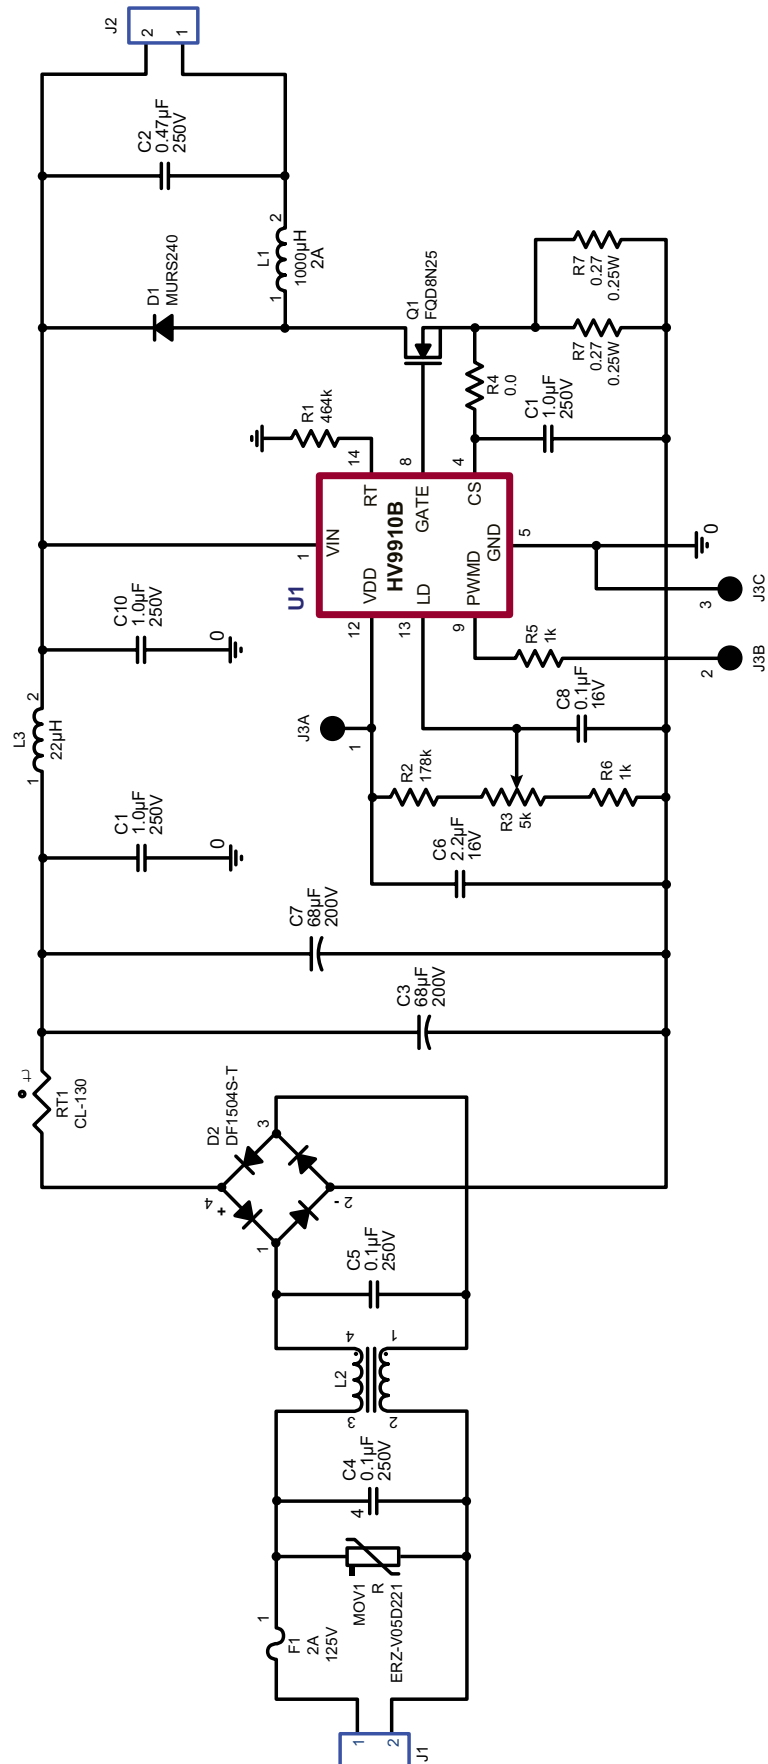 J2
2
1
C2
0.47µF
250V
D1
MURS240
1
2
L1
1000µH
2A
Q1
FQD8N25
R7
0.27
0.25W
R7
0.27
0.25W
R4
0.0
C1
1.0µF
250V
R1
464k
14
8
4
RT
GATE
CS
1
VIN
HV9910B
GND
5
U1
VDD
LD
PWMD
12
13
9
0
3
J3C
2
J3B
R5
1k
C8
0.1µF
16V
J3A
1
C10
1.0µF
250V
0
L3
22µH
1
2
R2
178k
R3
5k
R6
1k
C6
2.2µF
16V
C1
1.0µF
250V
0
C7
68µF
200V
C3
68µF
200V
RT1
CL-130
D2
DF1504S-T
3
4
+
2
-
1
C5
0.1µF
250V
4
1
L2
3
2
C4
0.1µF
250V
4
MOV1
R
ERZ-V05D221
1
F1
2A
125V
1
2
J1